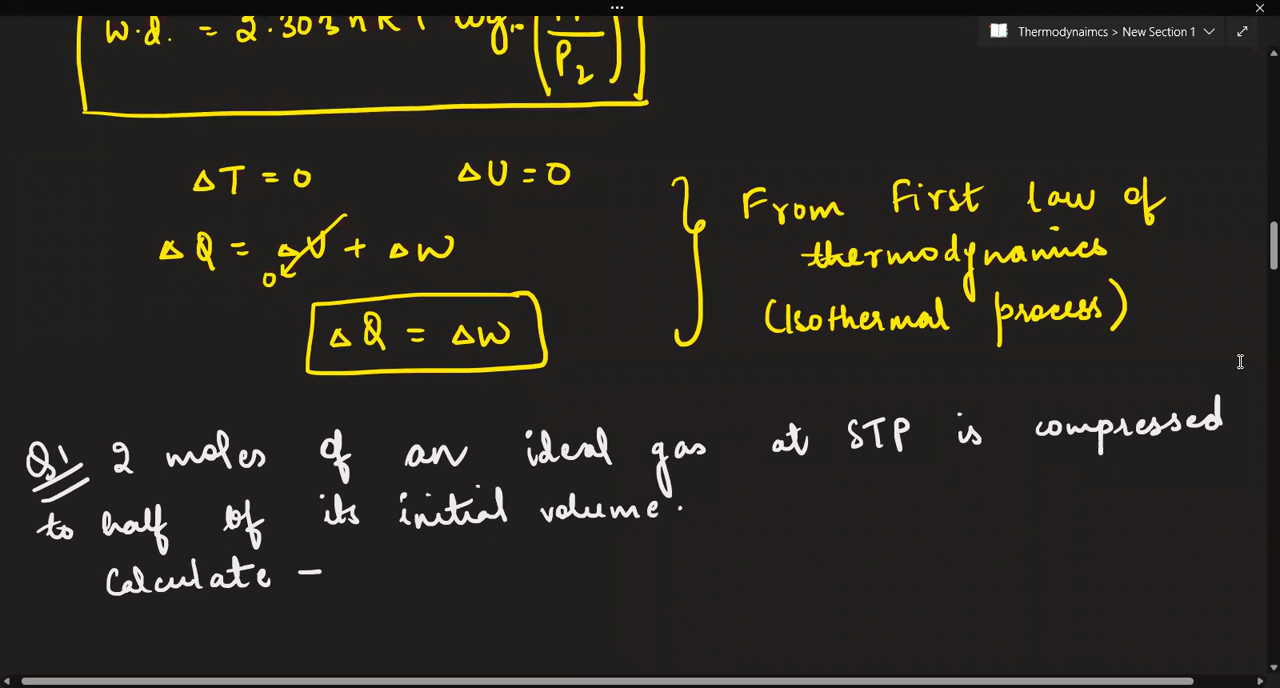 Thermodynaimcs > New Section 1
W.d. = 2.303 n R T log₁₀ (P₁/P₂)
ΔT = 0 ΔU = 0
ΔQ = ΔU + ΔW
0
ΔQ = ΔW
From First law of
thermodynamics
(Isothermal process)
Q1 2 moles of an ideal gas at STP is compressed
to half of its initial volume.
Calculate –